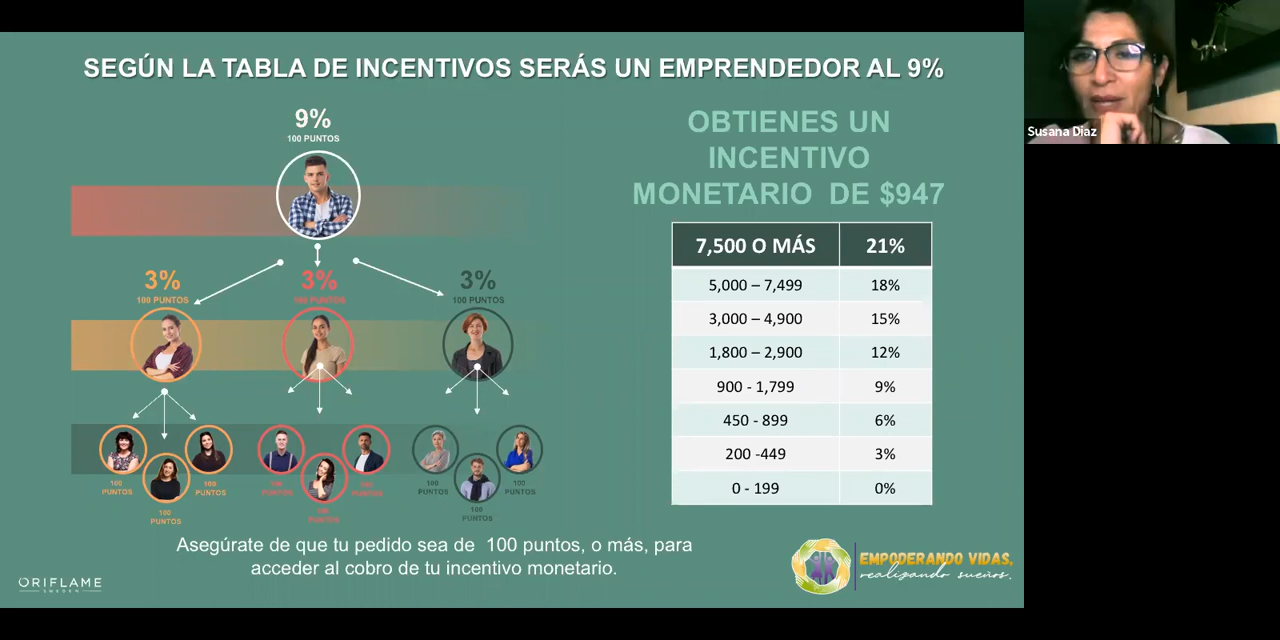 SEGÚN LA TABLA DE INCENTIVOS SERÁS UN EMPRENDEDOR AL 9%
9%
100 PUNTOS
3%
100 PUNTOS
3%
100 PUNTOS
3%
100 PUNTOS
100
PUNTOS
100
PUNTOS
100
PUNTOS
100
PUNTOS
100
PUNTOS
100
PUNTOS
100
PUNTOS
100
PUNTOS
100
PUNTOS
OBTIENES UN
INCENTIVO
MONETARIO DE $947
7,500 O MÁS 21%
5,000 – 7,499 18%
3,000 – 4,900 15%
1,800 – 2,900 12%
900 - 1,799 9%
450 - 899 6%
200 -449 3%
0 - 199 0%
Asegúrate de que tu pedido sea de 100 puntos, o más, para
acceder al cobro de tu incentivo monetario.
ORIFLAME
SWEDEN
EMPODERANDO VIDAS,
realizando sueños.
Susana Diaz